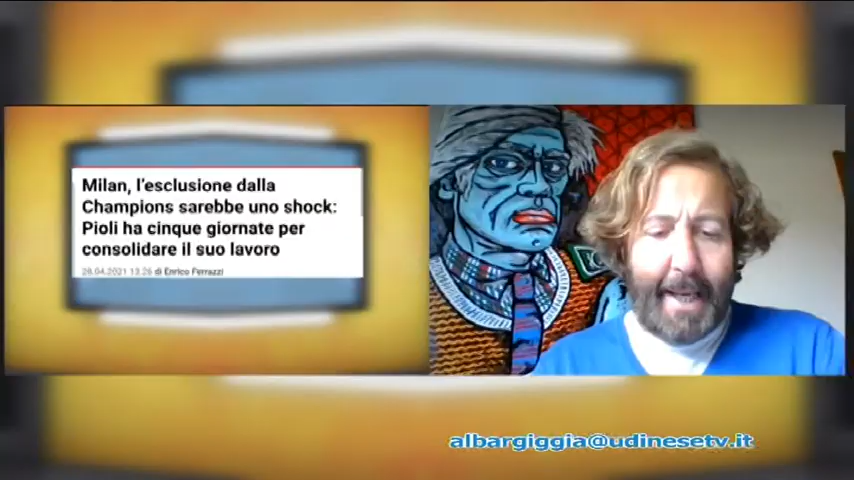 Milan, l'esclusione dalla
Champions sarebbe uno shock:
Pioli ha cinque giornate per
consolidare il suo lavoro
28.04.2021 13:26 di Enrico Ferrazzi
albargiggia@udinesetv.it